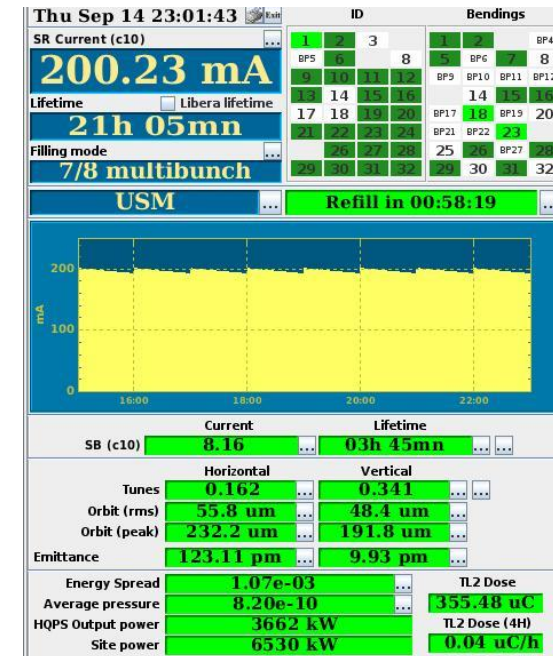 Thu Sep 14 23:01:43 Exit ID Bendings
SR Current (c10) ...
200.23 mA
Lifetime Libera lifetime
21h 05mn
Filling mode ...
7/8 multibunch
1 2 3 1 2 BP4
BP5 6 8 5 BP6 7 8
9 10 11 12 BP9 BP10 BP11 BP12
13 14 15 16 14 15 16
17 18 19 20 BP17 18 BP19 20
21 22 23 24 BP21 BP22 23
26 27 28 25 26 BP27 28
29 30 31 32 29 30 31 32
USM ... Refill in 00:58:19 ...
mA
200
100
0
16:00 18:00 20:00 22:00
Current Lifetime
SB (c10) 8.16 ... 03h 45mn ... ...
Horizontal Vertical
Tunes 0.162 ... 0.341 ... ...
Orbit (rms) 55.8 um ... 48.4 um ...
Orbit (peak) 232.2 um ... 191.8 um ...
Emittance 123.11 pm ... 9.93 pm ...
Energy Spread 1.07e-03 ... TL2 Dose
Average pressure 8.20e-10 ... 355.48 uC
HQPS Output power 3662 kW TL2 Dose (4H)
Site power 6530 kW 0.04 uC/h